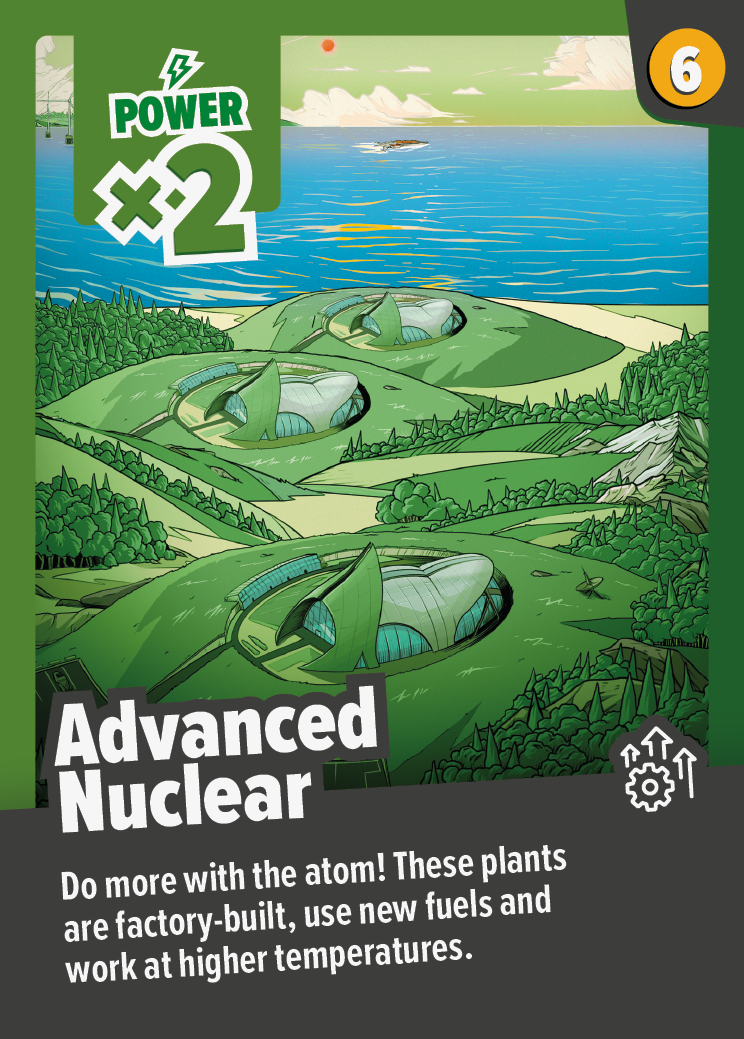 POWER
×2
6
Advanced
Nuclear
Do more with the atom! These plants
are factory-built, use new fuels and
work at higher temperatures.